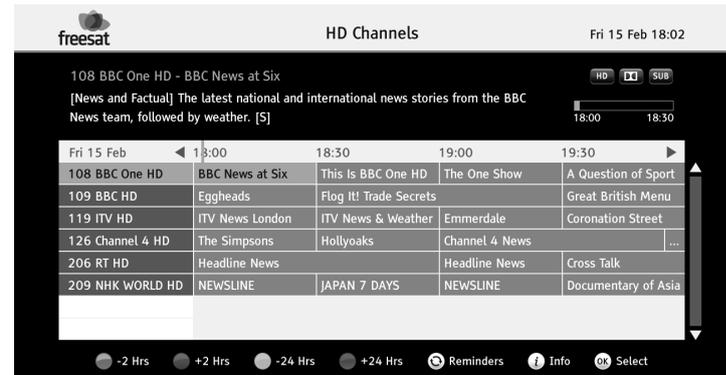 freesat HD Channels Fri 15 Feb 18:02
108 BBC One HD - BBC News at Six HD SUB
[News and Factual] The latest national and international news stories from the BBC
News team, followed by weather. [S]
18:00 18:30
Fri 15 Feb 18:00 18:30 19:00 19:30
108 BBC One HD BBC News at Six This Is BBC One HD The One Show A Question of Sport
109 BBC HD Eggheads Flog It! Trade Secrets Great British Menu
119 ITV HD ITV News London ITV News & Weather Emmerdale Coronation Street
126 Channel 4 HD The Simpsons Hollyoaks Channel 4 News ...
206 RT HD Headline News Headline News Cross Talk
209 NHK WORLD HD NEWSLINE JAPAN 7 DAYS NEWSLINE Documentary of Asia
-2 Hrs +2 Hrs -24 Hrs +24 Hrs Reminders i Info OK Select